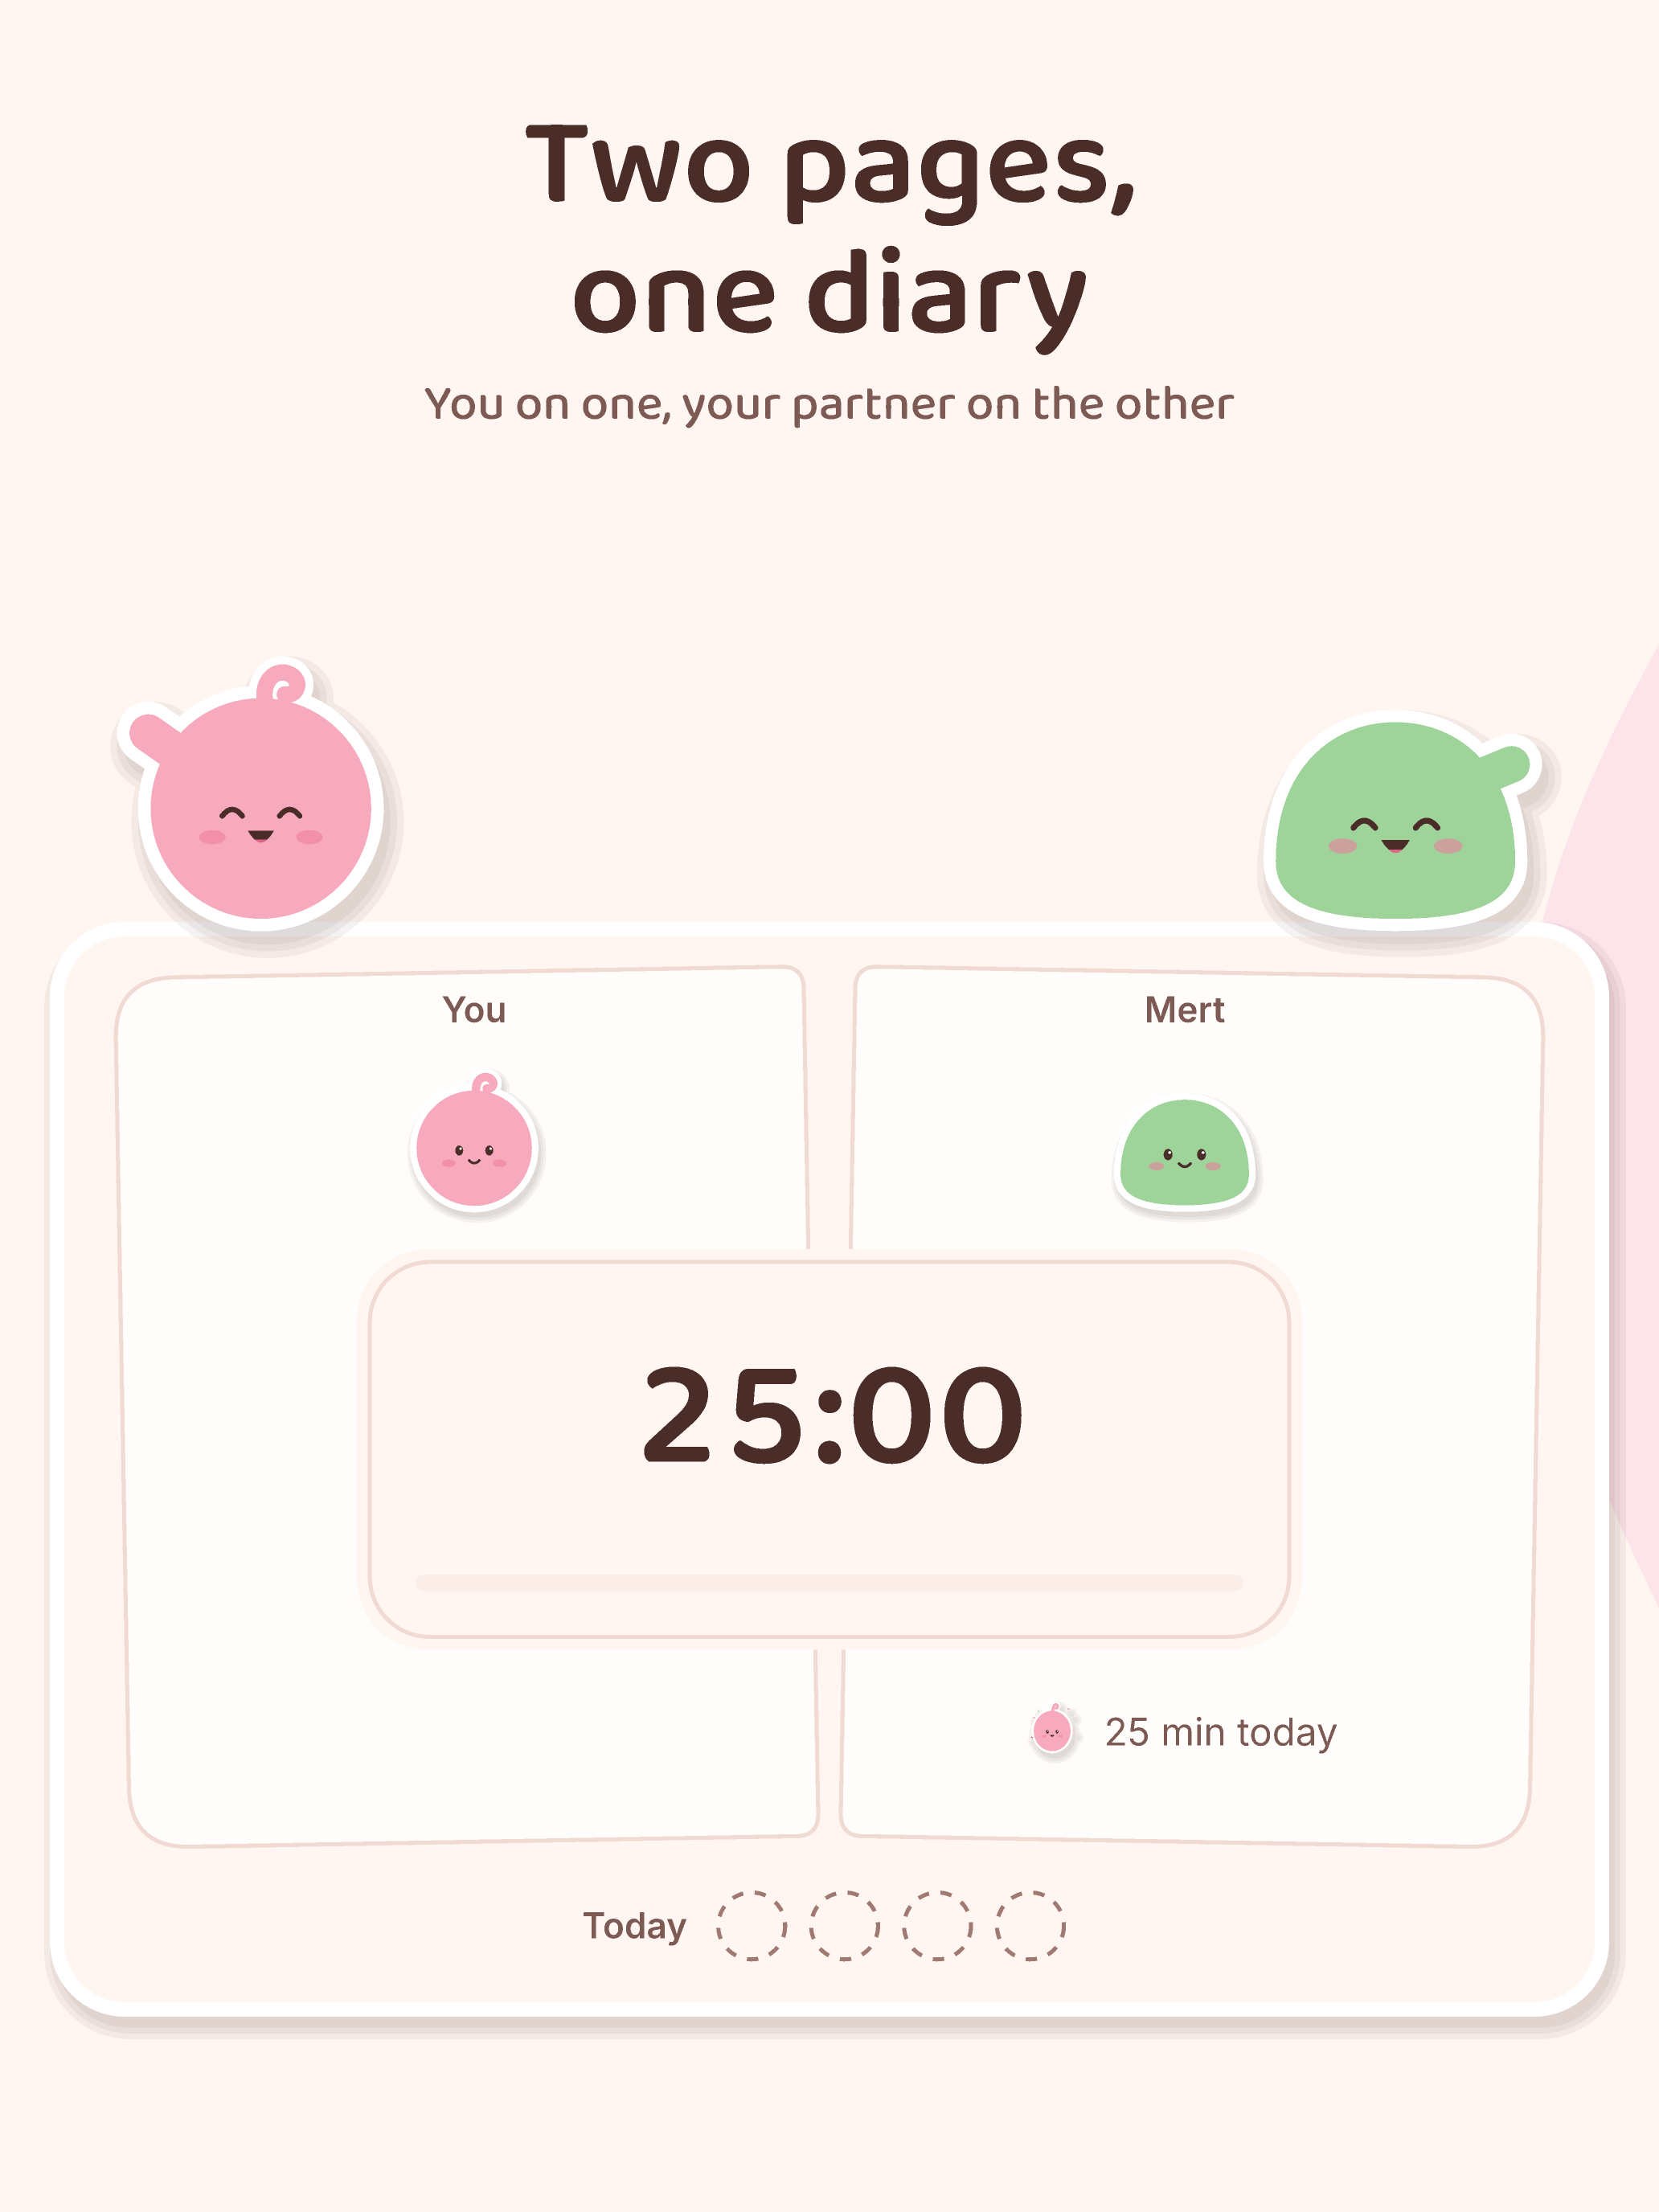 Two pages,
one diary
You on one, your partner on the other
You
Mert
25:00
25 min today
Today